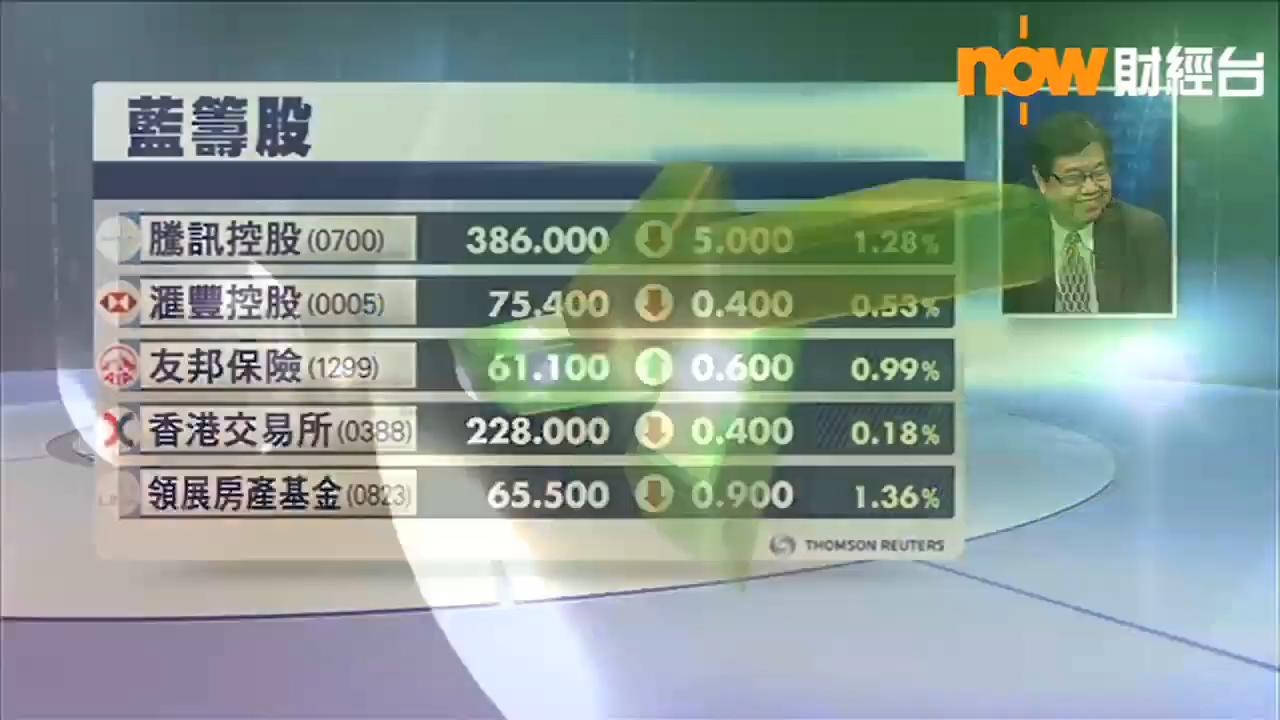 now財經台
藍籌股
騰訊控股(0700) 386.000 5.000 1.28%
滙豐控股(0005) 75.400 0.400 0.53%
AIA
友邦保險(1299) 61.100 0.600 0.99%
香港交易所(0388) 228.000 0.400 0.18%
領展房產基金(0823) 65.500 0.900 1.36%
THOMSON REUTERS